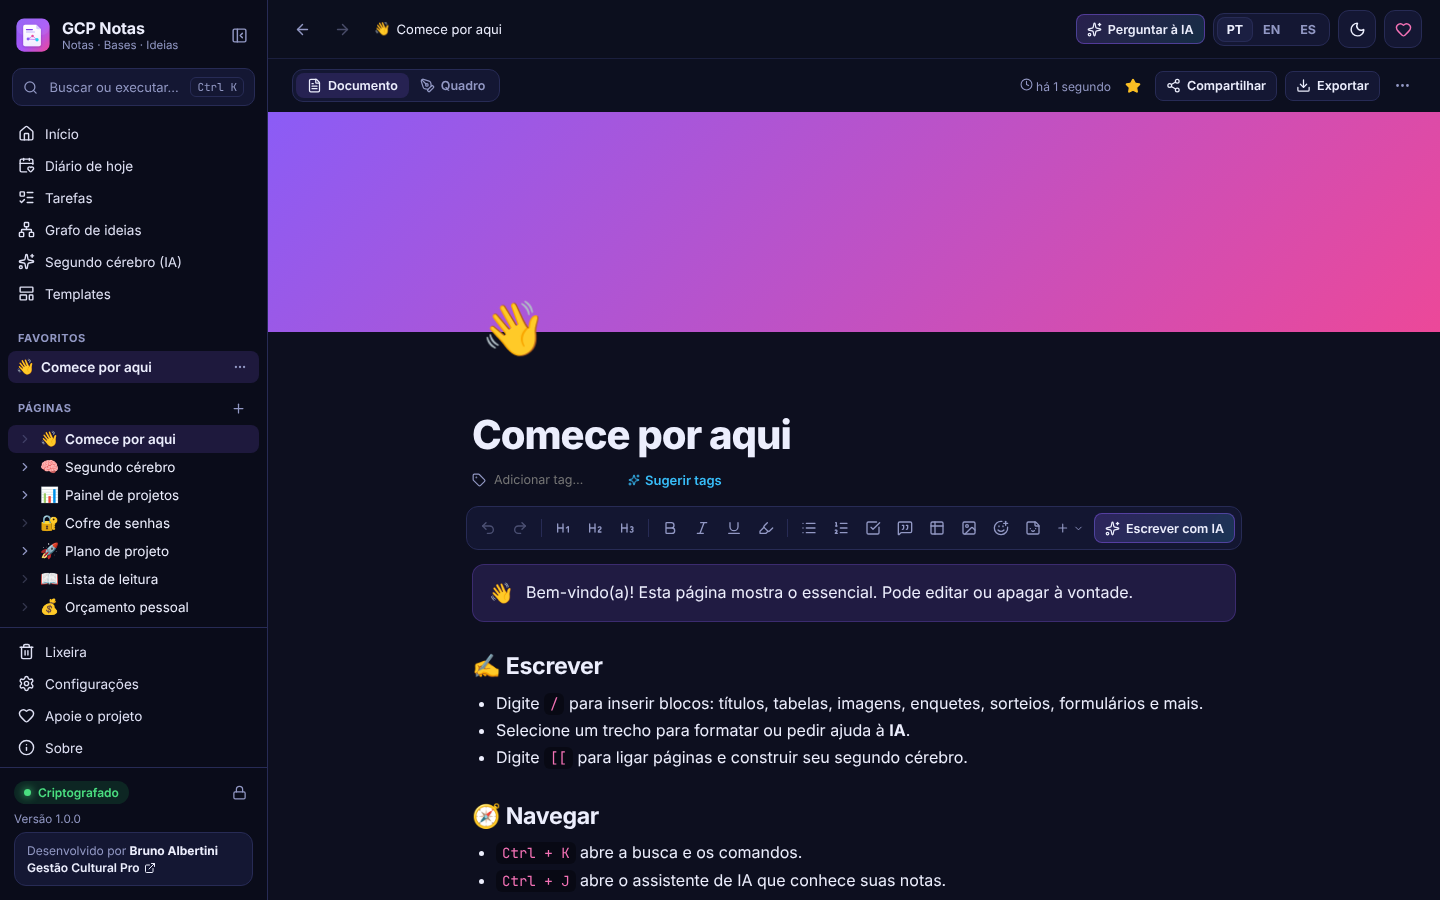 GCP Notas
Notas · Bases · Ideias
Buscar ou executar... Ctrl K
Início
Diário de hoje
Tarefas
Grafo de ideias
Segundo cérebro (IA)
Templates
FAVORITOS
Comece por aqui
PÁGINAS
Comece por aqui
Segundo cérebro
Painel de projetos
Cofre de senhas
Plano de projeto
Lista de leitura
Orçamento pessoal
Lixeira
Configurações
Apoie o projeto
Sobre
Criptografado
Versão 1.0.0
Desenvolvido por Bruno Albertini
Gestão Cultural Pro
Comece por aqui
Perguntar à IA
PT EN ES
Documento Quadro
há 1 segundo
Compartilhar
Exportar
Comece por aqui
Adicionar tag...
Sugerir tags
H1 H2 H3 B I U
Escrever com IA
Bem-vindo(a)! Esta página mostra o essencial. Pode editar ou apagar à vontade.
Escrever
• Digite / para inserir blocos: títulos, tabelas, imagens, enquetes, sorteios, formulários e mais.
• Selecione um trecho para formatar ou pedir ajuda à IA.
• Digite [[ para ligar páginas e construir seu segundo cérebro.
Navegar
• Ctrl + K abre a busca e os comandos.
• Ctrl + J abre o assistente de IA que conhece suas notas.